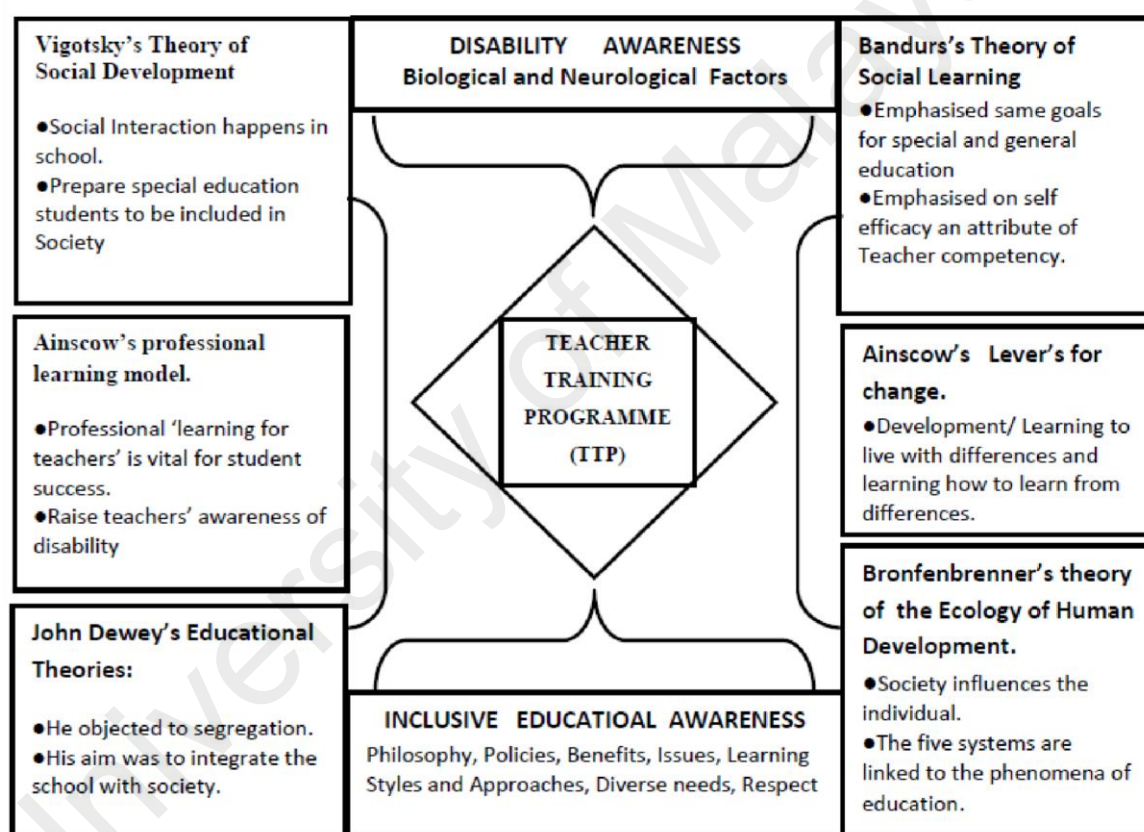 Vigotsky's Theory of
Social Development
●Social Interaction happens in
school.
●Prepare special education
students to be included in
Society
DISABILITY AWARENESS
Biological and Neurological Factors
Bandurs's Theory of
Social Learning
●Emphasised same goals
for special and general
education
●Emphasised on self
efficacy an attribute of
Teacher competency.
Ainscow's professional
learning model.
●Professional 'learning for
teachers' is vital for student
success.
●Raise teachers' awareness of
disability
TEACHER
TRAINING
PROGRAMME
(TTP)
Ainscow's Lever's for
change.
●Development/ Learning to
live with differences and
learning how to learn from
differences.
John Dewey's Educational
Theories:
●He objected to segregation.
●His aim was to integrate the
school with society.
INCLUSIVE EDUCATIOAL AWARENESS
Philosophy, Policies, Benefits, Issues, Learning
Styles and Approaches, Diverse needs, Respect
Bronfenbrenner's theory
of the Ecology of Human
Development.
●Society influences the
individual.
●The five systems are
linked to the phenomena of
education.
University of Malay